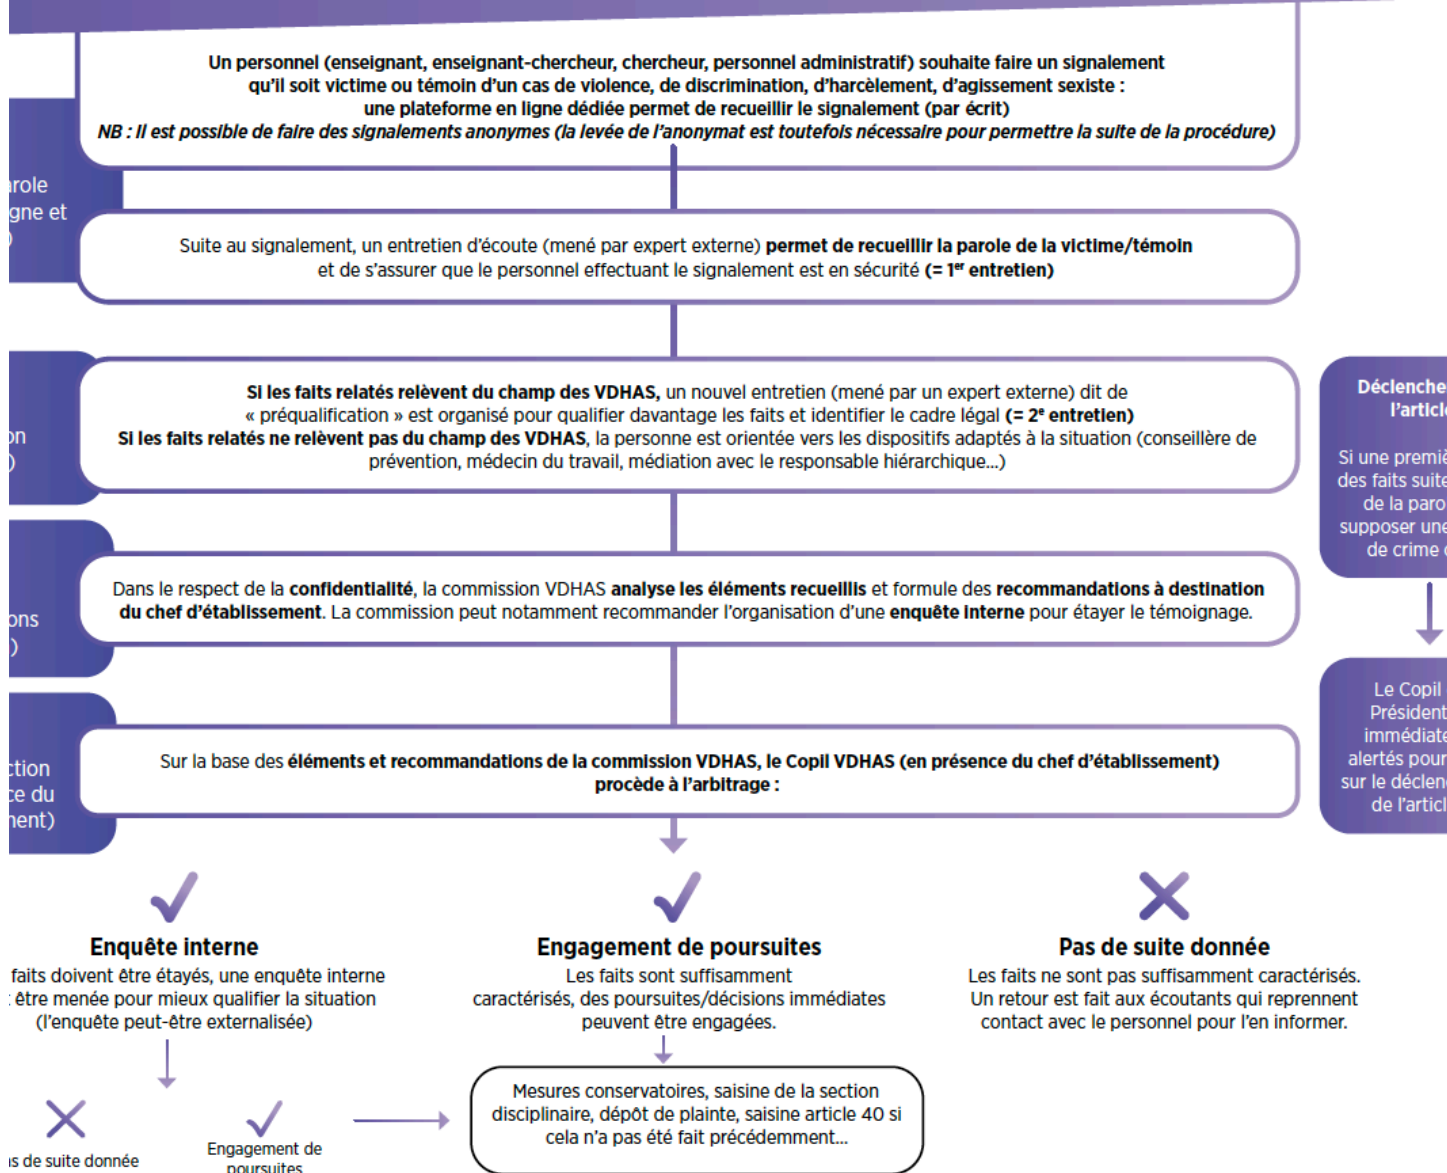 Un personnel (enseignant, enseignant-chercheur, chercheur, personnel administratif) souhaite faire un signalement
qu'il soit victime ou témoin d'un cas de violence, de discrimination, d'harcèlement, d'agissement sexiste :
une plateforme en ligne dédiée permet de recueillir le signalement (par écrit)
NB : Il est possible de faire des signalements anonymes (la levée de l'anonymat est toutefois nécessaire pour permettre la suite de la procédure)
gne et
)
Suite au signalement, un entretien d'écoute (mené par expert externe) permet de recueillir la parole de la victime/témoin
et de s'assurer que le personnel effectuant le signalement est en sécurité (= 1er entretien)
on
)
Si les faits relatés relèvent du champ des VDHAS, un nouvel entretien (mené par un expert externe) dit de
« préqualification » est organisé pour qualifier davantage les faits et identifier le cadre légal (= 2e entretien)
Si les faits relatés ne relèvent pas du champ des VDHAS, la personne est orientée vers les dispositifs adaptés à la situation (conseillère de
prévention, médecin du travail, médiation avec le responsable hiérarchique...)
Déclenche
l'article
Si une premiè
des faits suite
de la paro
supposer une
de crime
ons
)
Dans le respect de la confidentialité, la commission VDHAS analyse les éléments recueillis et formule des recommandations à destination
du chef d'établissement. La commission peut notamment recommander l'organisation d'une enquête interne pour étayer le témoignage.
Le Copil
Président
immédiate
alertés pour
sur le déclen
de l'articl
ction
ce du
ment)
Sur la base des éléments et recommandations de la commission VDHAS, le Copil VDHAS (en présence du chef d'établissement)
procède à l'arbitrage :
Enquête interne
faits doivent être étayés, une enquête interne
être menée pour mieux qualifier la situation
(l'enquête peut-être externalisée)
Engagement de poursuites
Les faits sont suffisamment
caractérisés, des poursuites/décisions immédiates
peuvent être engagées.
Pas de suite donnée
Les faits ne sont pas suffisamment caractérisés.
Un retour est fait aux écoutants qui reprennent
contact avec le personnel pour l'en informer.
Mesures conservatoires, saisine de la section
disciplinaire, dépôt de plainte, saisine article 40 si
cela n'a pas été fait précédemment...
as de suite donnée
Engagement de
poursuites